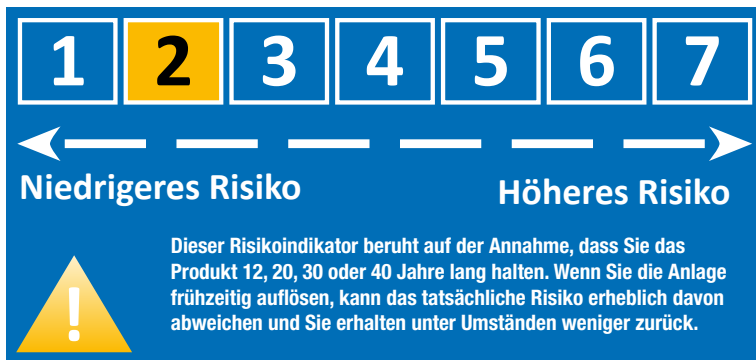 1 2 3 4 5 6 7
Niedrigeres Risiko Höheres Risiko
Dieser Risikoindikator beruht auf der Annahme, dass Sie das
Produkt 12, 20, 30 oder 40 Jahre lang halten. Wenn Sie die Anlage
frühzeitig auflösen, kann das tatsächliche Risiko erheblich davon
abweichen und Sie erhalten unter Umständen weniger zurück.
!